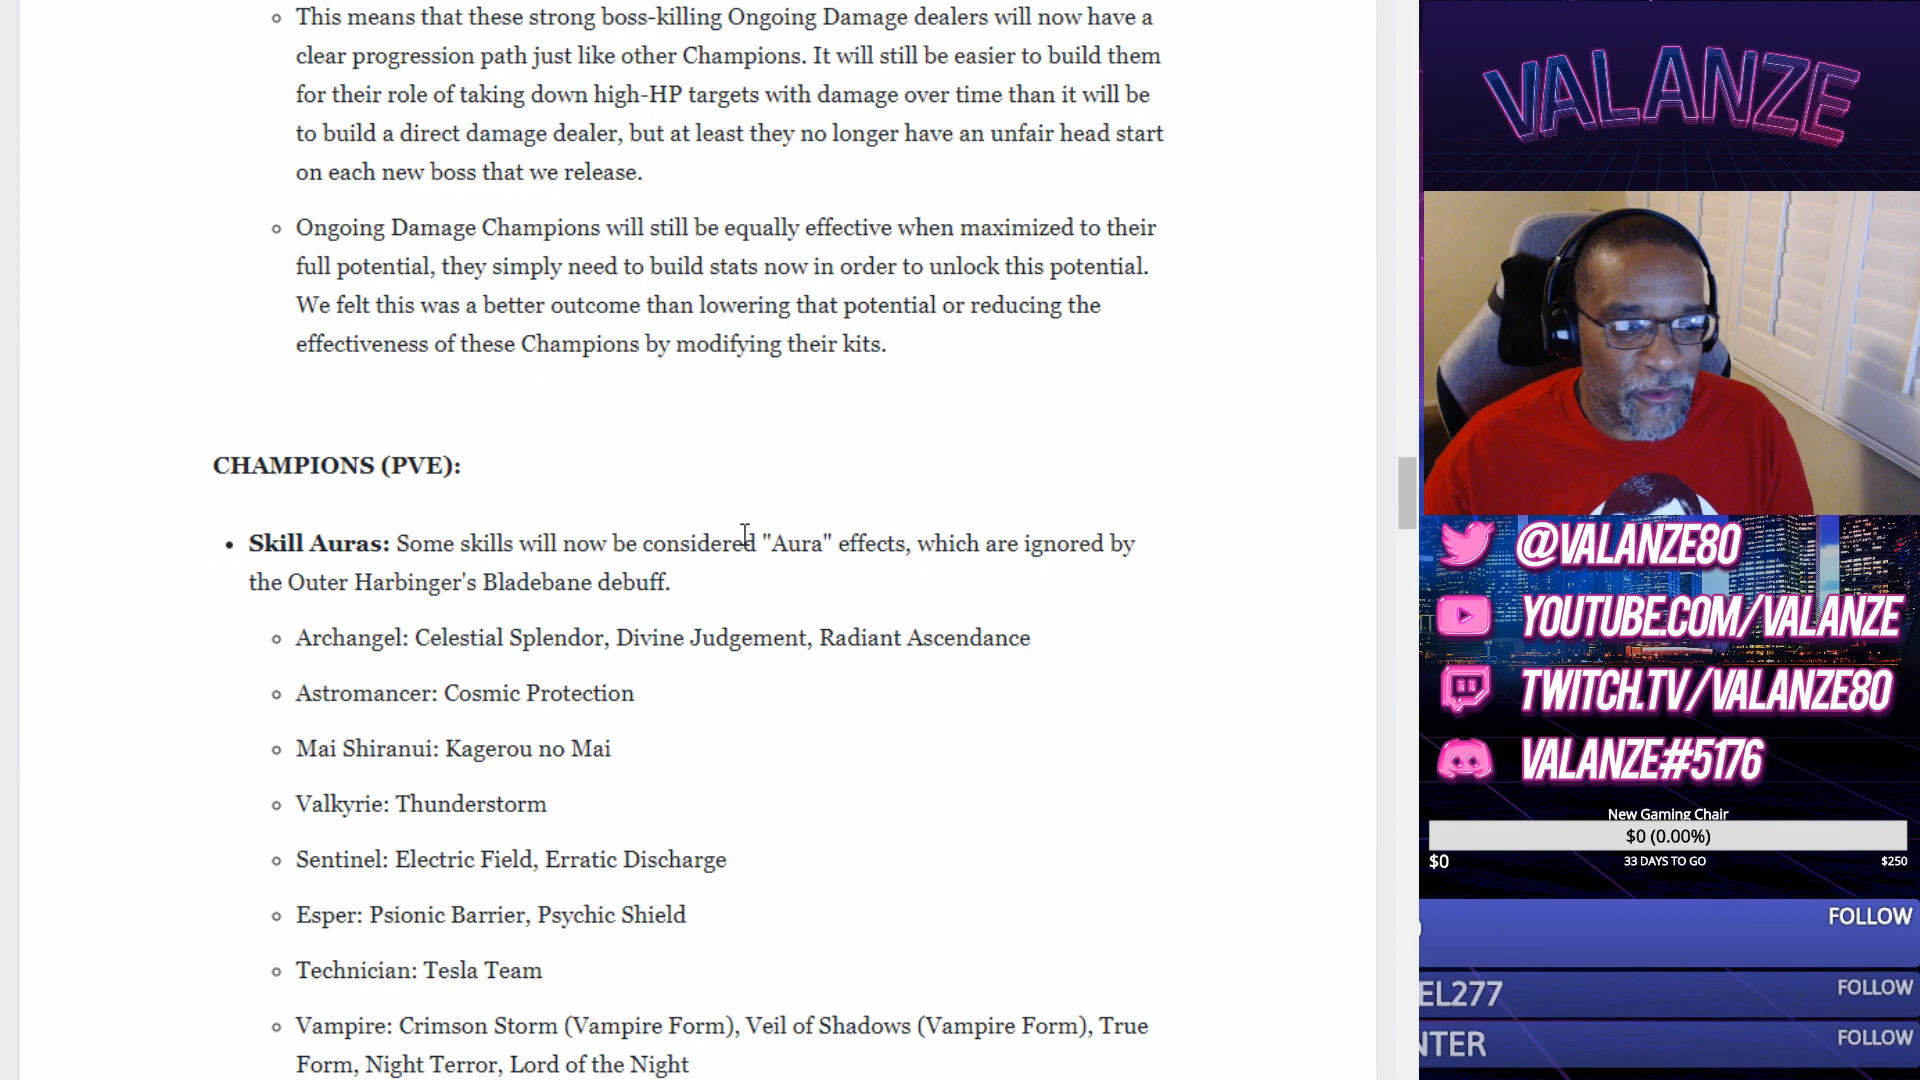 This means that these strong boss-killing Ongoing Damage dealers will now have a
clear progression path just like other Champions. It will still be easier to build them
for their role of taking down high-HP targets with damage over time than it will be
to build a direct damage dealer, but at least they no longer have an unfair head start
on each new boss that we release.
Ongoing Damage Champions will still be equally effective when maximized to their
full potential, they simply need to build stats now in order to unlock this potential.
We felt this was a better outcome than lowering that potential or reducing the
effectiveness of these Champions by modifying their kits.
CHAMPIONS (PVE):
Skill Auras: Some skills will now be considered "Aura" effects, which are ignored by
the Outer Harbinger's Bladebane debuff.
Archangel: Celestial Splendor, Divine Judgement, Radiant Ascendance
Astromancer: Cosmic Protection
Mai Shiranui: Kagerou no Mai
Valkyrie: Thunderstorm
Sentinel: Electric Field, Erratic Discharge
Esper: Psionic Barrier, Psychic Shield
Technician: Tesla Team
Vampire: Crimson Storm (Vampire Form), Veil of Shadows (Vampire Form), True
Form, Night Terror, Lord of the Night
VALANZE
@VALANZE80
YOUTUBE.COM/VALANZE
TWITCH.TV/VALANZE80
VALANZE#5176
New Gaming Chair
$0 (0.00%)
$0 33 DAYS TO GO $250
FOLLOW
EL277 FOLLOW
NTER FOLLOW